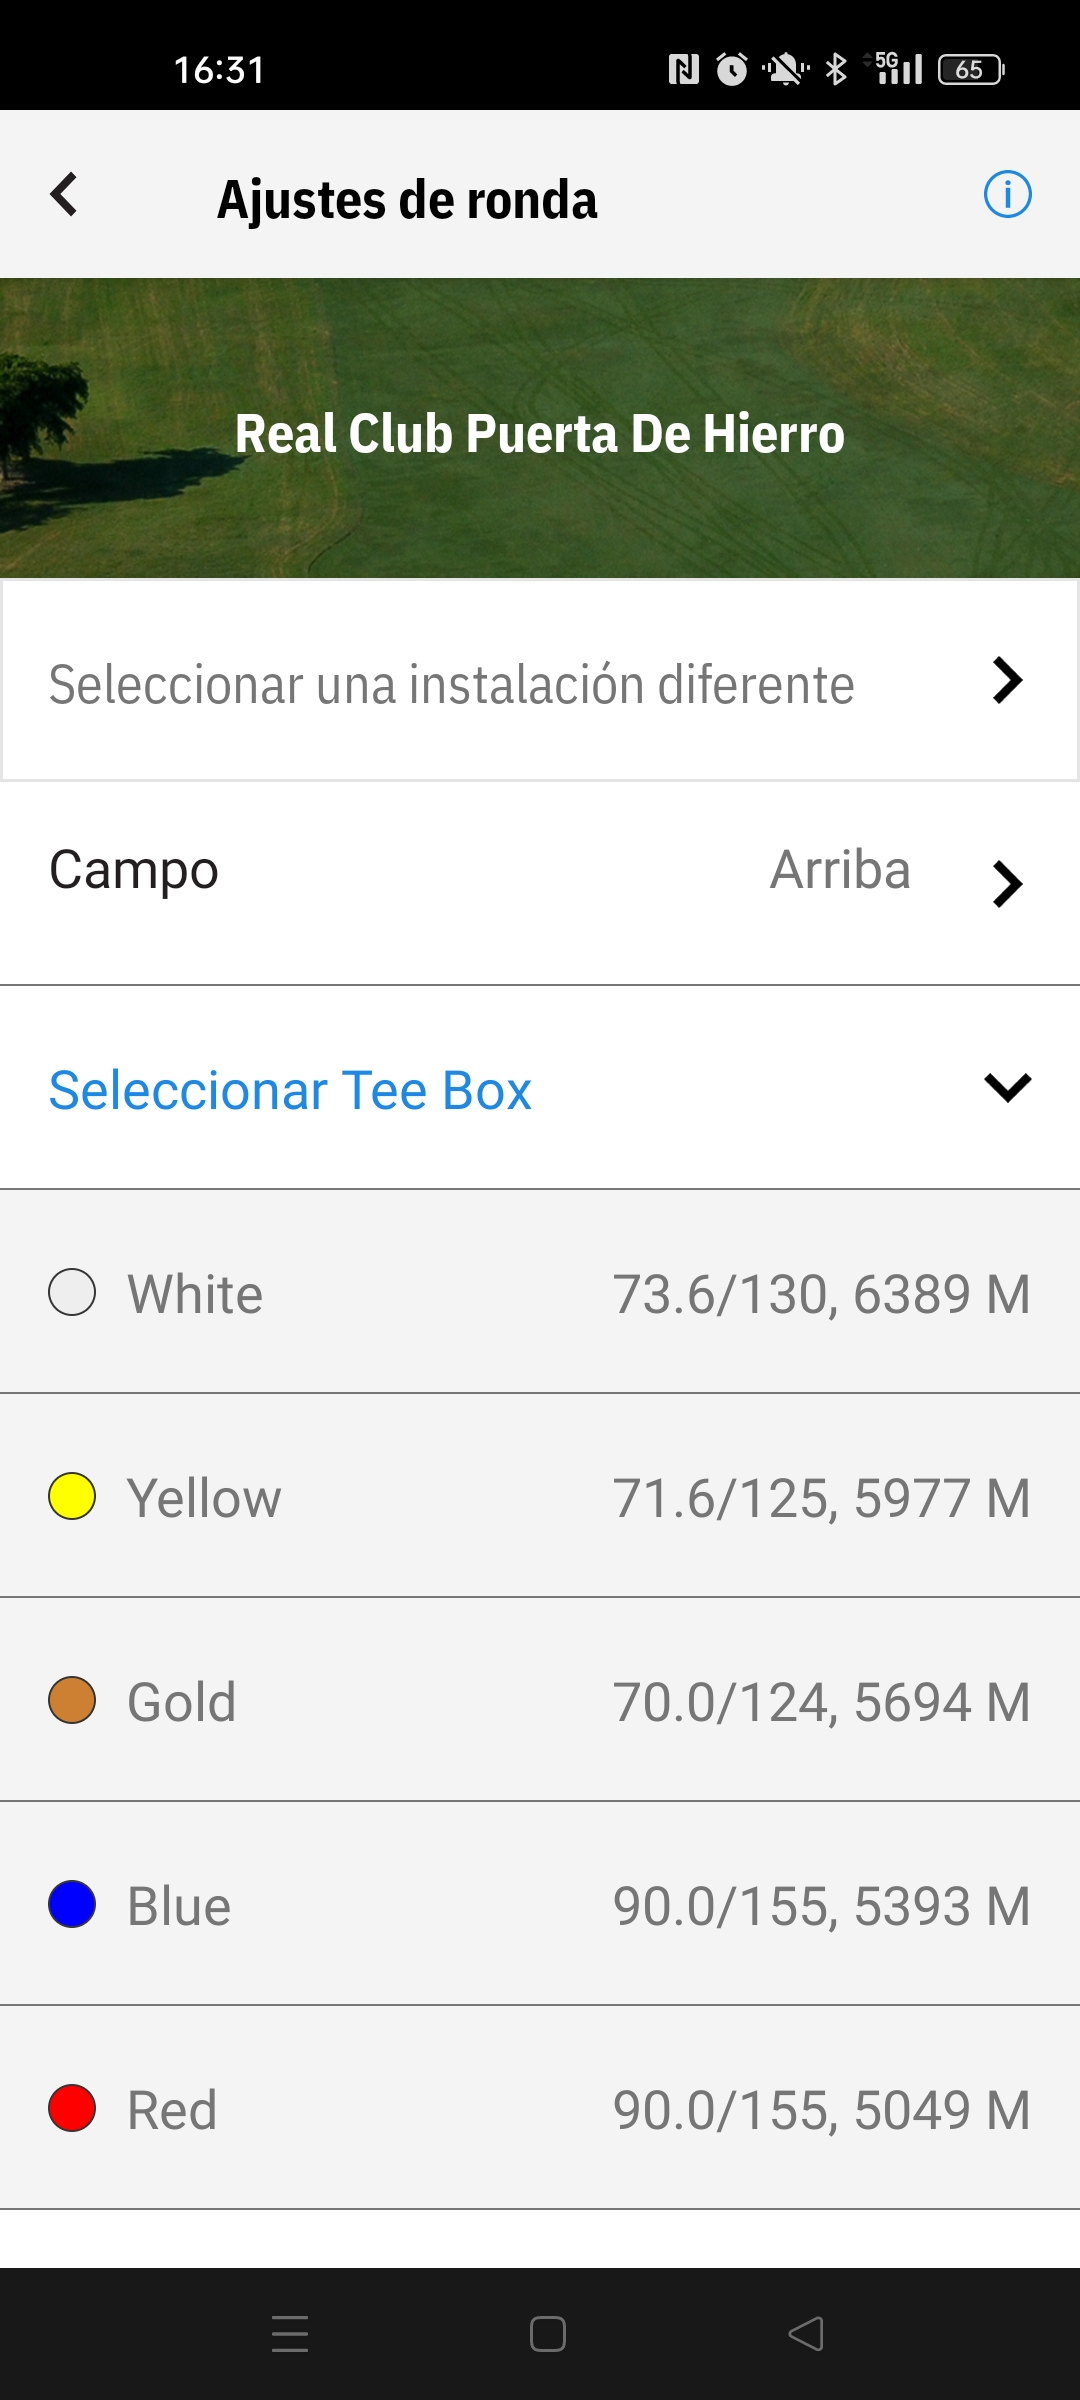 16:31
5G
65
Ajustes de ronda
Real Club Puerta De Hierro
Seleccionar una instalación diferente
Campo Arriba
Seleccionar Tee Box
White 73.6/130, 6389 M
Yellow 71.6/125, 5977 M
Gold 70.0/124, 5694 M
Blue 90.0/155, 5393 M
Red 90.0/155, 5049 M